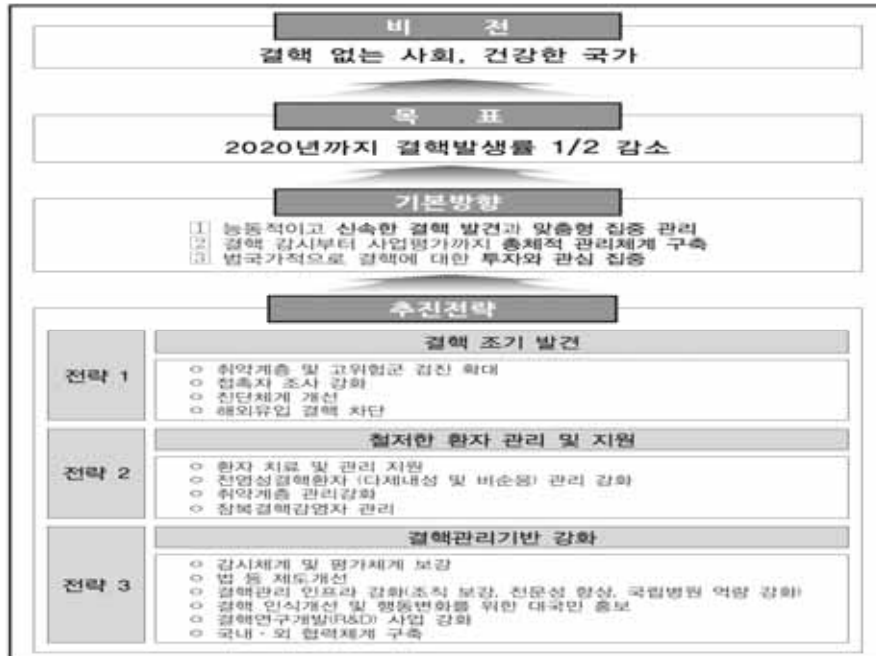 비 전
결핵 없는 사회, 건강한 국가
목 표
2020년까지 결핵발생률 1/2 감소
기본방향
1 능동적이고 신속한 결핵 발견과 맞춤형 집중 관리
2 결핵 감시부터 사업평가까지 총체적 관리체계 구축
3 범국가적으로 결핵에 대한 투자와 관심 집중
추진전략
전략 1
결핵 조기 발견
○ 취약계층 및 고위험군 검진 확대
○ 접촉자 조사 강화
○ 진단체계 개선
○ 해외유입 결핵 차단
전략 2
철저한 환자 관리 및 지원
○ 환자 치료 및 관리 지원
○ 전염성결핵환자 (다제내성 및 비순응) 관리 강화
○ 취약계층 관리강화
○ 잠복결핵감염자 관리
전략 3
결핵관리기반 강화
○ 감시체계 및 평가체계 보강
○ 법 등 제도개선
○ 결핵관리 인프라 강화(조직 보강, 전문성 향상, 국립병원 역량 강화)
○ 결핵 인식개선 및 행동변화를 위한 대국민 홍보
○ 결핵연구개발(R&D) 사업 강화
○ 국내·외 협력체계 구축